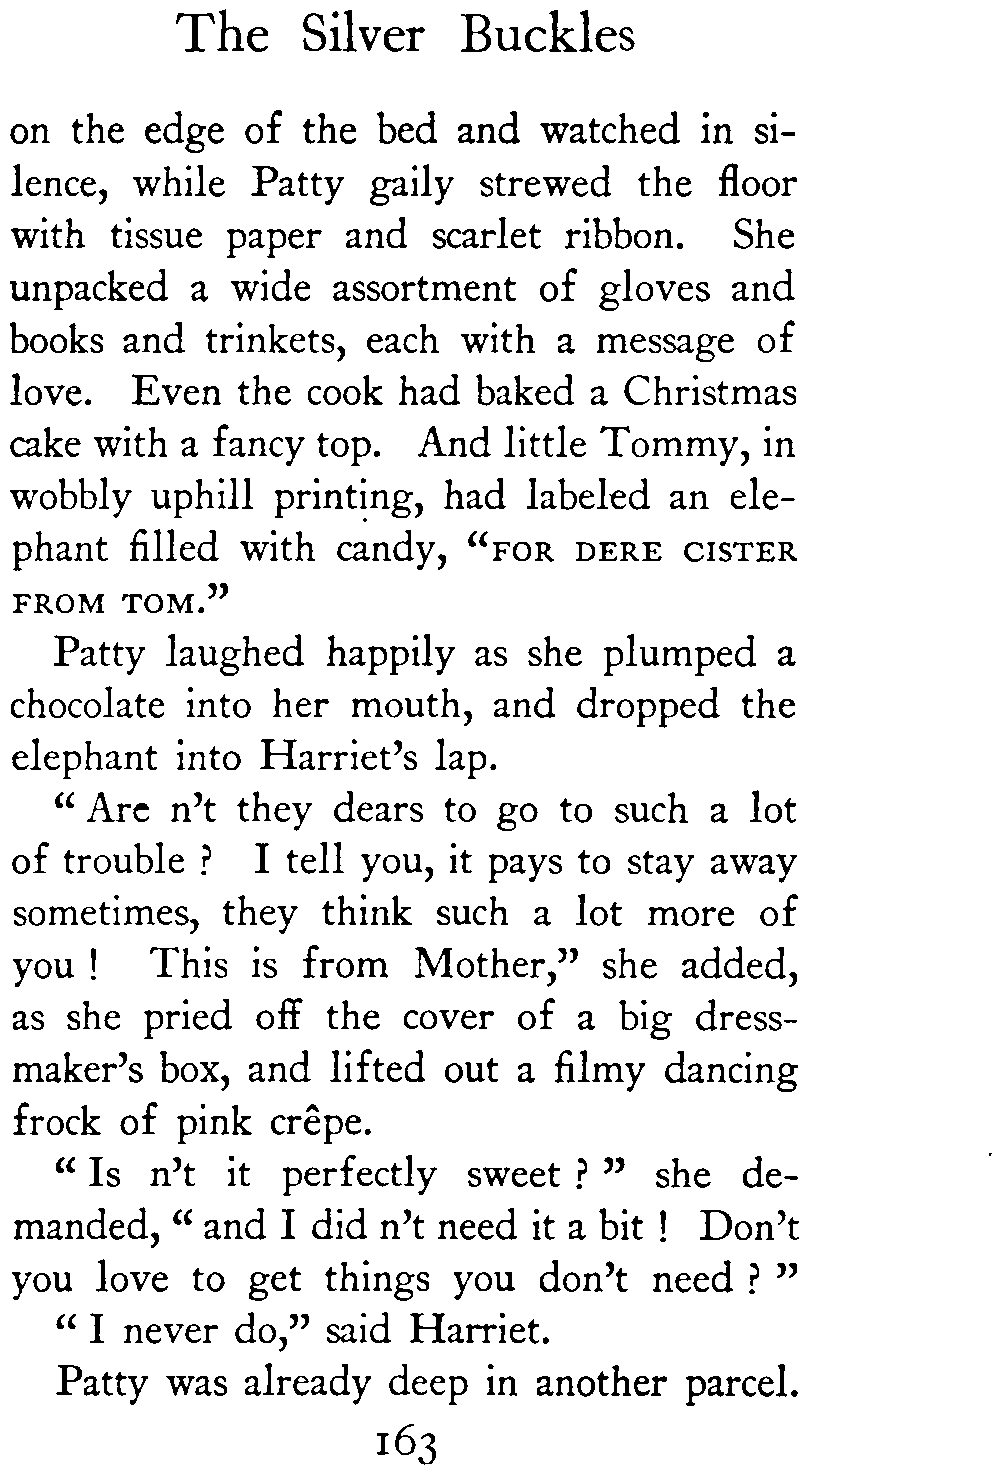 The Silver Buckles
on the edge of the bed and watched in si-
lence, while Patty gaily strewed the floor
with tissue paper and scarlet ribbon. She
unpacked a wide assortment of gloves and
books and trinkets, each with a message of
love. Even the cook had baked a Christmas
cake with a fancy top. And little Tommy, in
wobbly uphill printing, had labeled an ele-
phant filled with candy, “FOR DERE CISTER
FROM TOM.”
Patty laughed happily as she plumped a
chocolate into her mouth, and dropped the
elephant into Harriet’s lap.
“ Are n’t they dears to go to such a lot
of trouble ? I tell you, it pays to stay away
sometimes, they think such a lot more of
you ! This is from Mother,” she added,
as she pried off the cover of a big dress-
maker’s box, and lifted out a filmy dancing
frock of pink crêpe.
“ Is n’t it perfectly sweet ? ” she de-
manded, “ and I did n’t need it a bit ! Don’t
you love to get things you don’t need ? ”
“ I never do,” said Harriet.
Patty was already deep in another parcel.
163